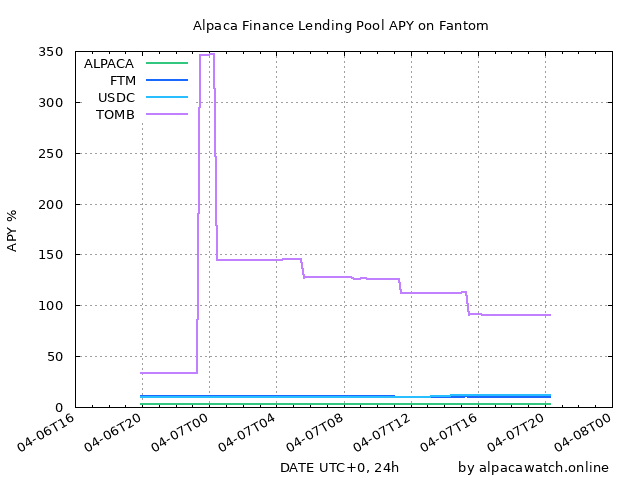 Alpaca Finance Lending Pool APY on Fantom
350
300
250
200
150
100
50
0
APY %
ALPACA
FTM
USDC
TOMB
04-06T16
04-06T20
04-07T00
04-07T04
04-07T08
04-07T12
04-07T16
04-07T20
04-08T00
DATE UTC+0, 24h
by alpacawatch.online